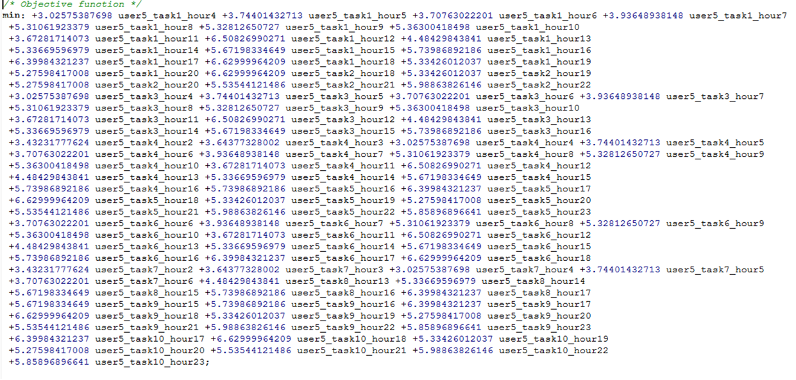 /* Objective function */
min: +3.02575387698 user5_task1_hour4 +3.74401432713 user5_task1_hour5 +3.70763022201 user5_task1_hour6 +3.93648938148 user5_task1_hour7
+5.31061923379 user5_task1_hour8 +5.32812650727 user5_task1_hour9 +5.36300418498 user5_task1_hour10
+3.67281714073 user5_task1_hour11 +6.50826990271 user5_task1_hour12 +4.48429843841 user5_task1_hour13
+5.33669596979 user5_task1_hour14 +5.67198334649 user5_task1_hour15 +5.73986892186 user5_task1_hour16
+6.39984321237 user5_task1_hour17 +6.62999964209 user5_task1_hour18 +5.33426012037 user5_task1_hour19
+5.27598417008 user5_task1_hour20 +6.62999964209 user5_task2_hour18 +5.33426012037 user5_task2_hour19
+5.27598417008 user5_task2_hour20 +5.53544121486 user5_task2_hour21 +5.98863826146 user5_task2_hour22
+3.02575387698 user5_task3_hour4 +3.74401432713 user5_task3_hour5 +3.70763022201 user5_task3_hour6 +3.93648938148 user5_task3_hour7
+5.31061923379 user5_task3_hour8 +5.32812650727 user5_task3_hour9 +5.36300418498 user5_task3_hour10
+3.67281714073 user5_task3_hour11 +6.50826990271 user5_task3_hour12 +4.48429843841 user5_task3_hour13
+5.33669596979 user5_task3_hour14 +5.67198334649 user5_task3_hour15 +5.73986892186 user5_task3_hour16
+3.43231777624 user5_task4_hour2 +3.64377328002 user5_task4_hour3 +3.02575387698 user5_task4_hour4 +3.74401432713 user5_task4_hour5
+3.70763022201 user5_task4_hour6 +3.93648938148 user5_task4_hour7 +5.31061923379 user5_task4_hour8 +5.32812650727 user5_task4_hour9
+5.36300418498 user5_task4_hour10 +3.67281714073 user5_task4_hour11 +6.50826990271 user5_task4_hour12
+4.48429843841 user5_task4_hour13 +5.33669596979 user5_task4_hour14 +5.67198334649 user5_task4_hour15
+5.73986892186 user5_task4_hour16 +5.73986892186 user5_task5_hour16 +6.39984321237 user5_task5_hour17
+6.62999964209 user5_task5_hour18 +5.33426012037 user5_task5_hour19 +5.27598417008 user5_task5_hour20
+5.53544121486 user5_task5_hour21 +5.98863826146 user5_task5_hour22 +5.85896896641 user5_task5_hour23
+3.70763022201 user5_task6_hour6 +3.93648938148 user5_task6_hour7 +5.31061923379 user5_task6_hour8 +5.32812650727 user5_task6_hour9
+5.36300418498 user5_task6_hour10 +3.67281714073 user5_task6_hour11 +6.50826990271 user5_task6_hour12
+4.48429843841 user5_task6_hour13 +5.33669596979 user5_task6_hour14 +5.67198334649 user5_task6_hour15
+5.73986892186 user5_task6_hour16 +6.39984321237 user5_task6_hour17 +6.62999964209 user5_task6_hour18
+3.43231777624 user5_task7_hour2 +3.64377328002 user5_task7_hour3 +3.02575387698 user5_task7_hour4 +3.74401432713 user5_task7_hour5
+3.70763022201 user5_task7_hour6 +4.48429843841 user5_task8_hour13 +5.33669596979 user5_task8_hour14
+5.67198334649 user5_task8_hour15 +5.73986892186 user5_task8_hour16 +6.39984321237 user5_task8_hour17
+5.67198334649 user5_task9_hour15 +5.73986892186 user5_task9_hour16 +6.39984321237 user5_task9_hour17
+6.62999964209 user5_task9_hour18 +5.33426012037 user5_task9_hour19 +5.27598417008 user5_task9_hour20
+5.53544121486 user5_task9_hour21 +5.98863826146 user5_task9_hour22 +5.85896896641 user5_task9_hour23
+6.39984321237 user5_task10_hour17 +6.62999964209 user5_task10_hour18 +5.33426012037 user5_task10_hour19
+5.27598417008 user5_task10_hour20 +5.53544121486 user5_task10_hour21 +5.98863826146 user5_task10_hour22
+5.85896896641 user5_task10_hour23;